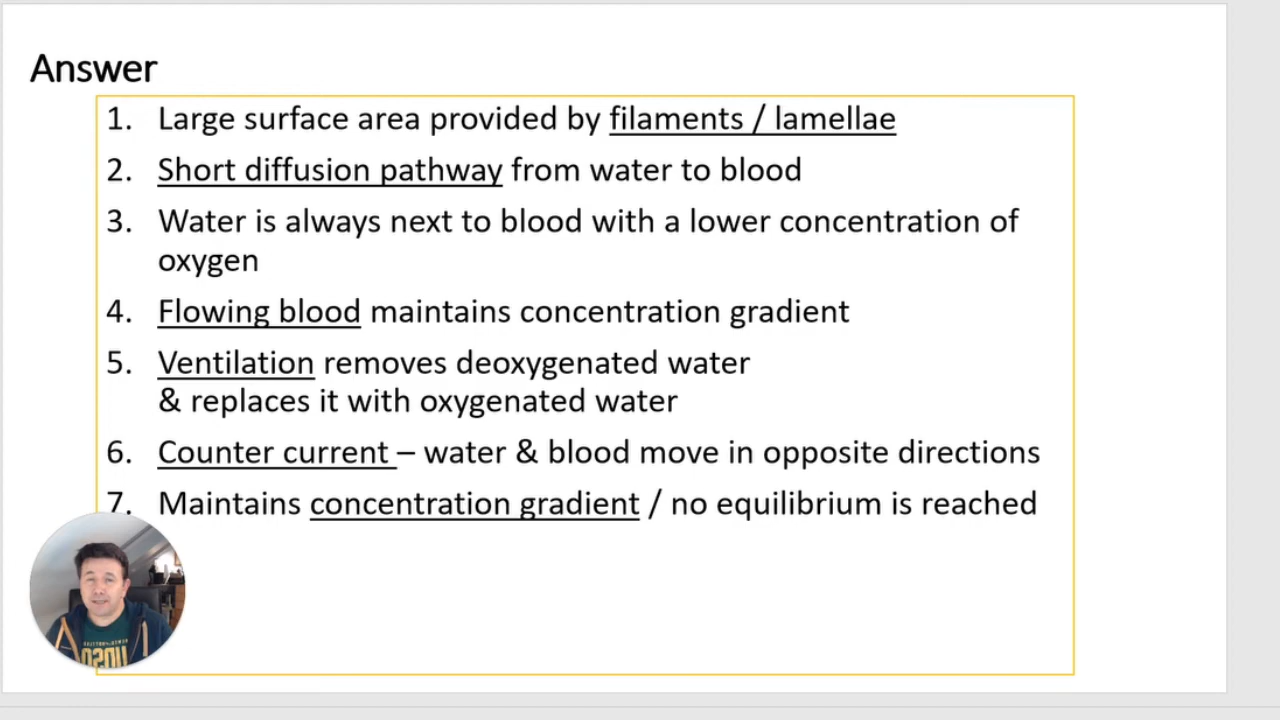 Answer
1. Large surface area provided by filaments / lamellae
2. Short diffusion pathway from water to blood
3. Water is always next to blood with a lower concentration of
oxygen
4. Flowing blood maintains concentration gradient
5. Ventilation removes deoxygenated water
& replaces it with oxygenated water
6. Counter current – water & blood move in opposite directions
7. Maintains concentration gradient / no equilibrium is reached